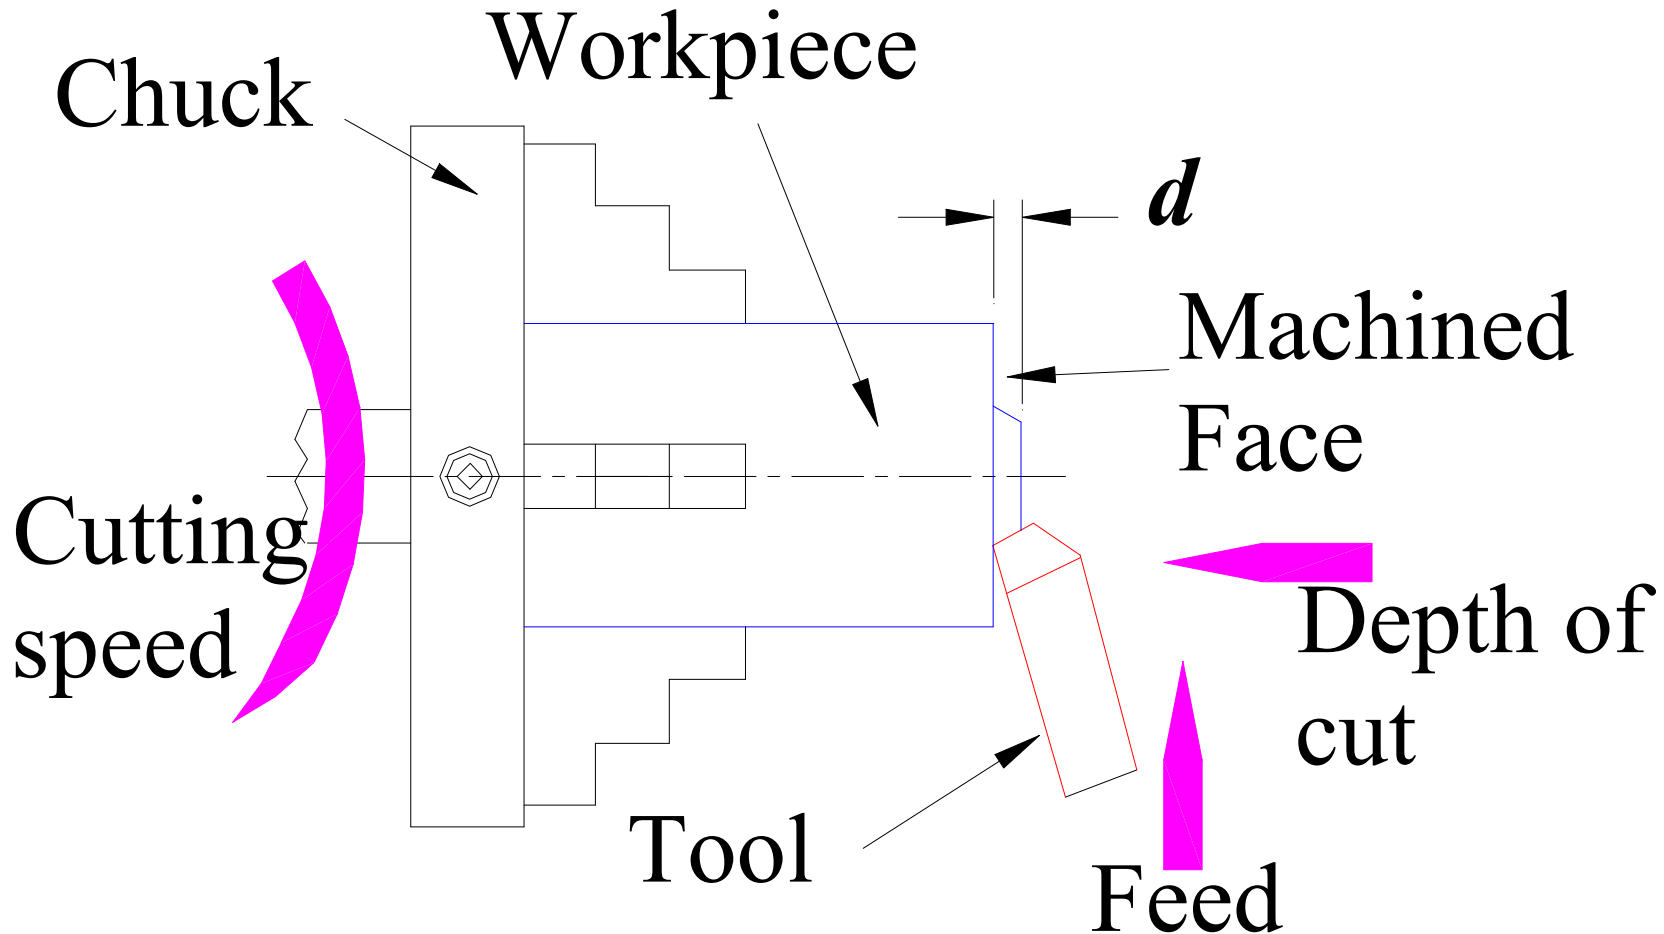 Workpiece
Chuck
d
Machined
Face
Cutting
speed
Depth of
cut
Tool
Feed